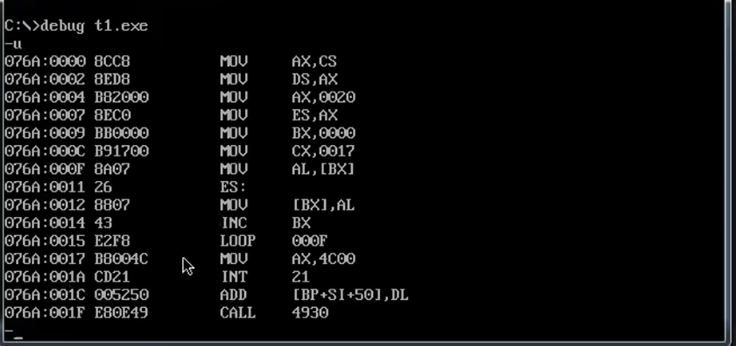 C:\>debug t1.exe
-u
076A:0000 8CC8 MOV AX,CS
076A:0002 8ED8 MOV DS,AX
076A:0004 B82000 MOV AX,0020
076A:0007 8EC0 MOV ES,AX
076A:0009 BB0000 MOV BX,0000
076A:000C B91700 MOV CX,0017
076A:000F 8A07 MOV AL,[BX]
076A:0011 26 ES:
076A:0012 8807 MOV [BX],AL
076A:0014 43 INC BX
076A:0015 E2F8 LOOP 000F
076A:0017 B8004C MOV AX,4C00
076A:001A CD21 INT 21
076A:001C 005250 ADD [BP+SI+50],DL
076A:001F E80E49 CALL 4930
-_